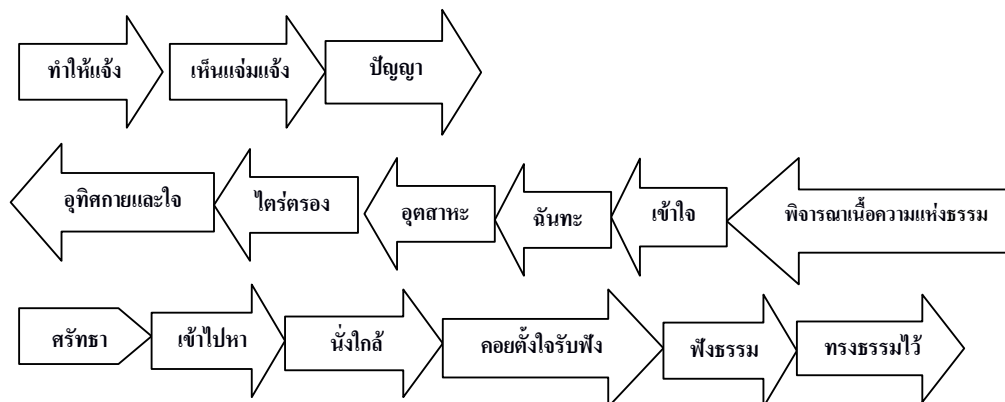 ทำให้แจ้ง เห็นแจ่มแจ้ง ปัญญา
อุทิศกายและใจ ไตร่ตรอง อุตสาหะ ฉันทะ เข้าใจ พิจารณาเนื้อความแห่งธรรม
ศรัทธา เข้าไปหา นั่งใกล้ คอยตั้งใจรับฟัง ฟังธรรม ทรงธรรมไว้